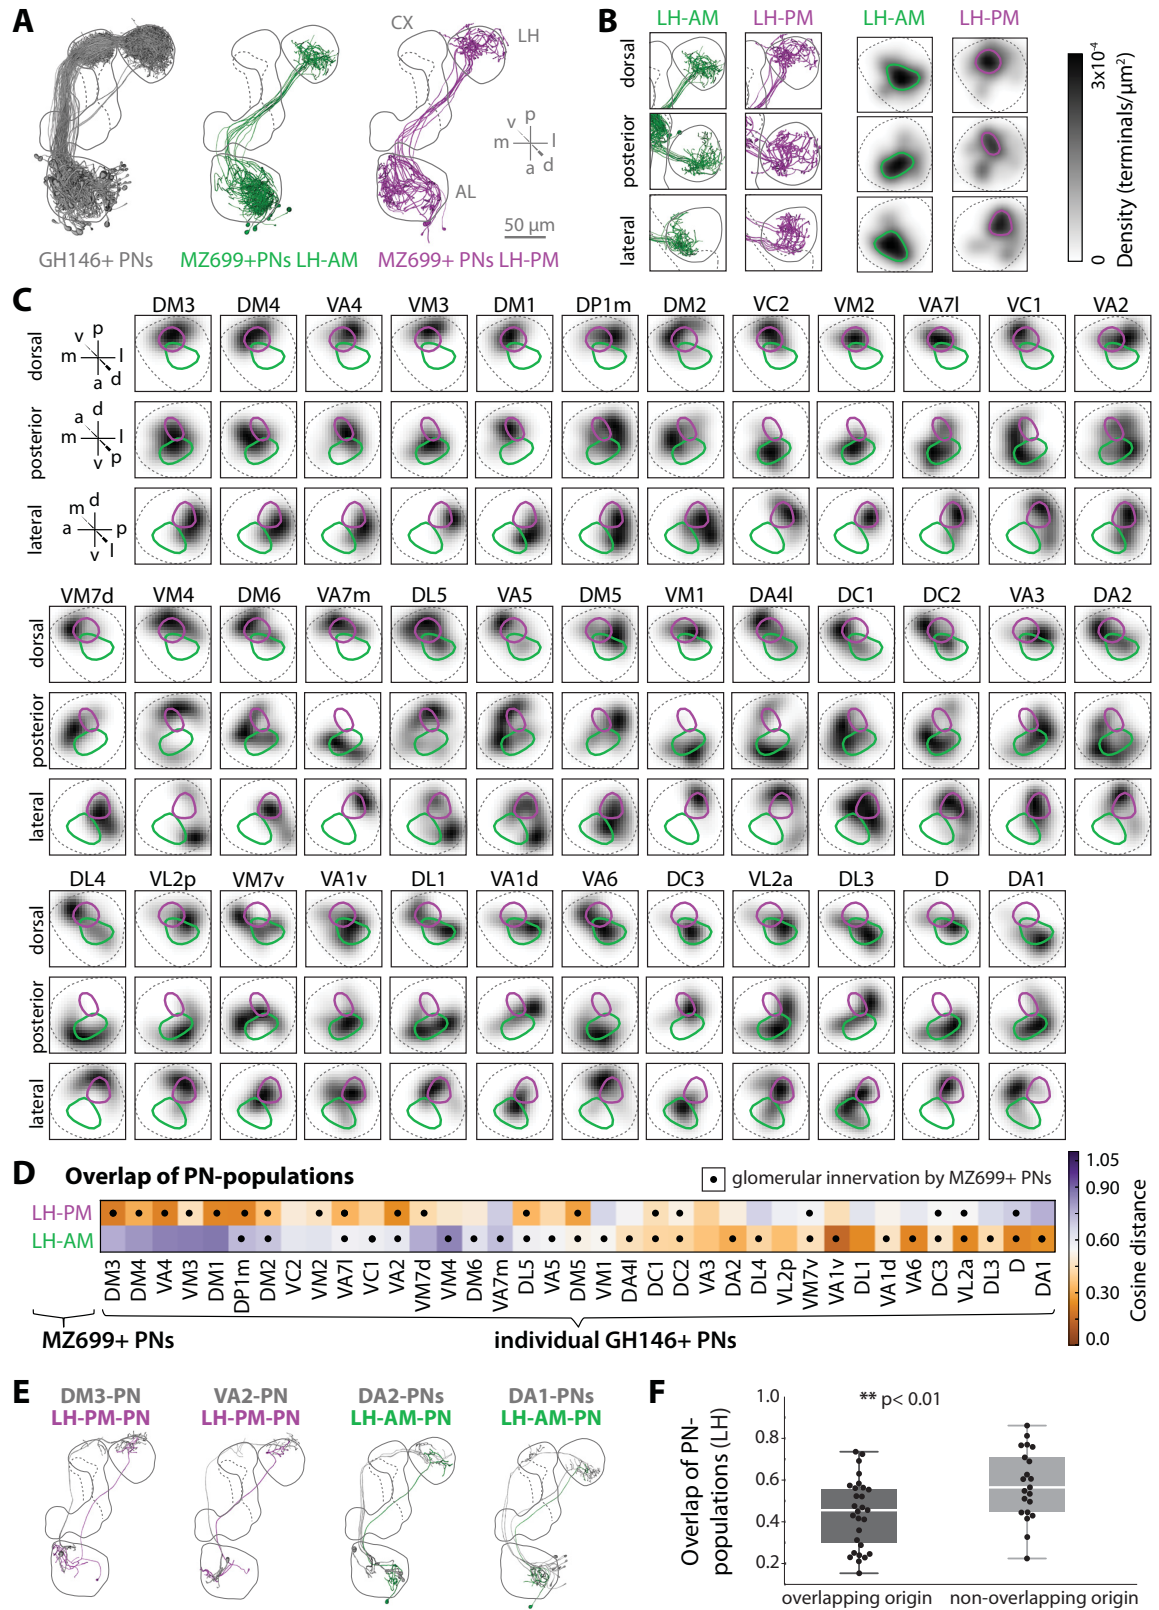 A
CX
LH
v p
m l
a d
AL
50 µm
GH146+ PNs
MZ699+PNs LH-AM
MZ699+ PNs LH-PM
B
LH-AM
LH-PM
LH-AM
LH-PM
dorsal
posterior
lateral
3x10-4
0
Density (terminals/µm²)
C
DM3 DM4 VA4 VM3 DM1 DP1m DM2 VC2 VM2 VA7l VC1 VA2
dorsal
v p
m l
a d
posterior
a d
m l
v p
lateral
m d
a p
v l
VM7d VM4 DM6 VA7m DL5 VA5 DM5 VM1 DA4l DC1 DC2 VA3 DA2
dorsal
posterior
lateral
DL4 VL2p VM7v VA1v DL1 VA1d VA6 DC3 VL2a DL3 D DA1
dorsal
posterior
lateral
D Overlap of PN-populations
glomerular innervation by MZ699+ PNs
LH-PM
LH-AM
DM3 DM4 VA4 VM3 DM1 DP1m DM2 VC2 VM2 VA7l VC1 VA2 VM7d VM4 DM6 VA7m DL5 VA5 DM5 VM1 DA4l DC1 DC2 VA3 DA2 DL4 VL2p VM7v VA1v DL1 VA1d VA6 DC3 VL2a DL3 D DA1
MZ699+ PNs
individual GH146+ PNs
1.05
0.90
0.60
0.30
0.0
Cosine distance
E
DM3-PN
LH-PM-PN
VA2-PN
LH-PM-PN
DA2-PNs
LH-AM-PN
DA1-PNs
LH-AM-PN
F
** p< 0.01
Overlap of PN-
populations (LH)
1.0
0.8
0.6
0.4
0.2
overlapping origin
non-overlapping origin